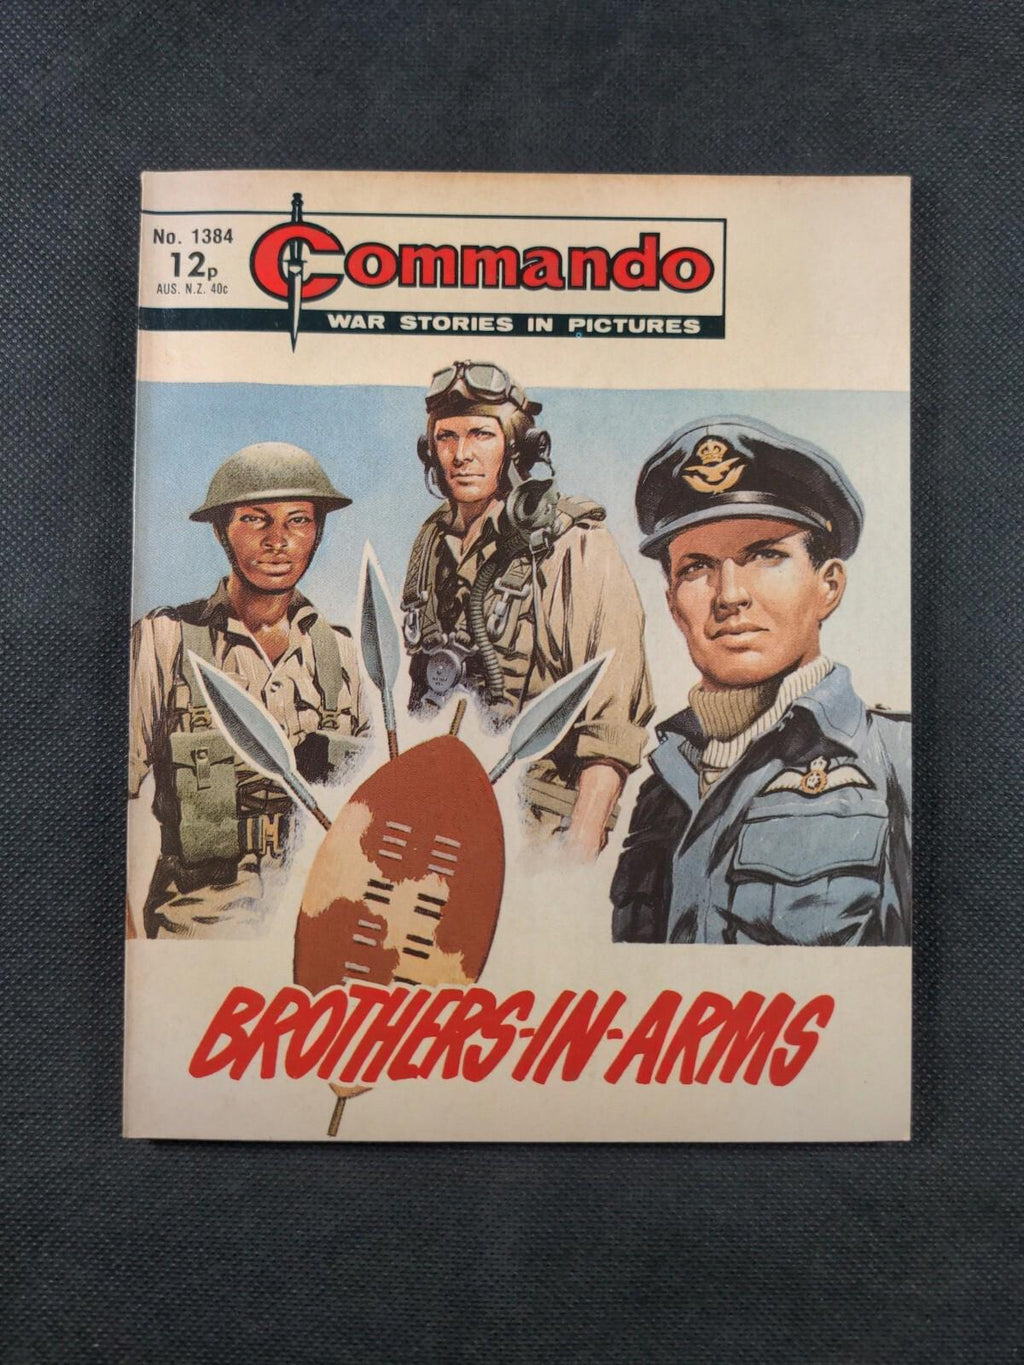 No. 1384
12p
AUS. N.Z. 40c
Commando
WAR STORIES IN PICTURES
BROTHERS-IN-ARMS